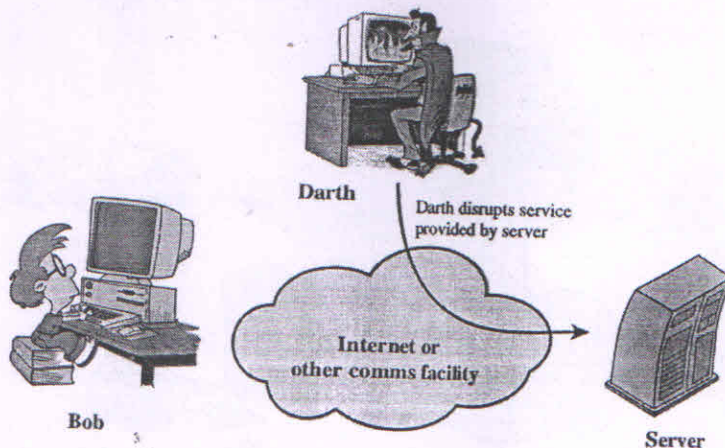 Darth
Darth disrupts service
provided by server
Internet or
other comms facility
Bob
Server